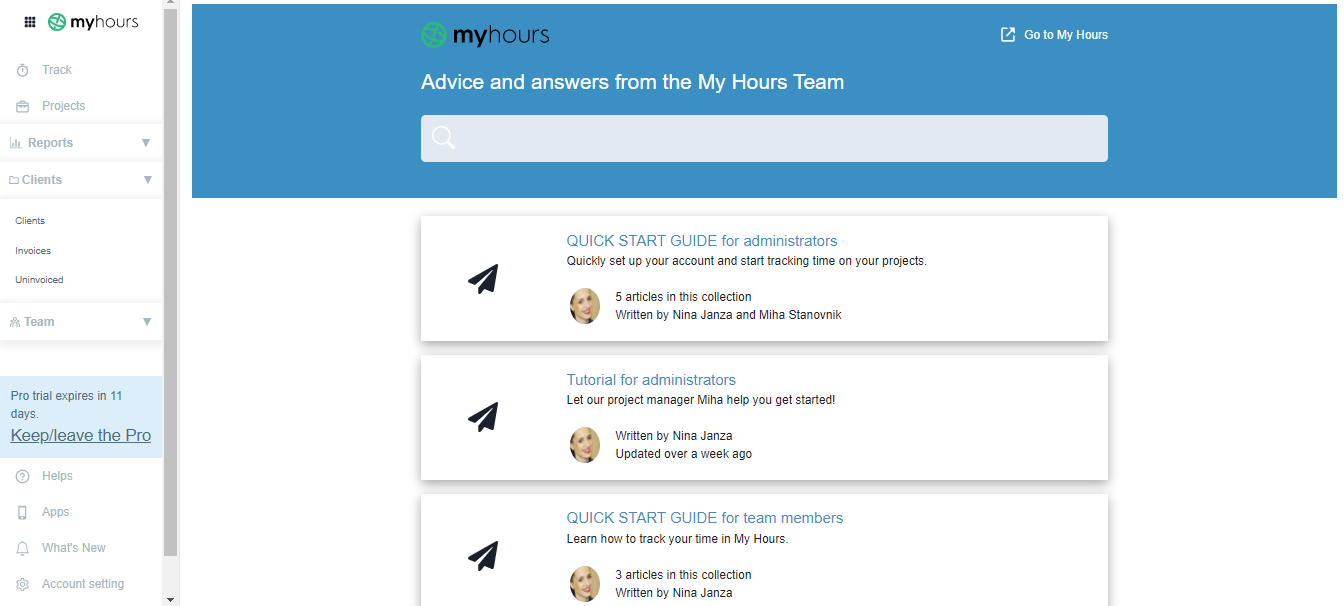 myhours
Track
Projects
Reports
Clients
Clients
Invoices
Uninvoiced
Team
Pro trial expires in 11
days.
Keep/leave the Pro
Helps
Apps
What's New
Account setting
myhours
Go to My Hours
Advice and answers from the My Hours Team
QUICK START GUIDE for administrators
Quickly set up your account and start tracking time on your projects.
5 articles in this collection
Written by Nina Janza and Miha Stanovnik
Tutorial for administrators
Let our project manager Miha help you get started!
Written by Nina Janza
Updated over a week ago
QUICK START GUIDE for team members
Learn how to track your time in My Hours.
3 articles in this collection
Written by Nina Janza